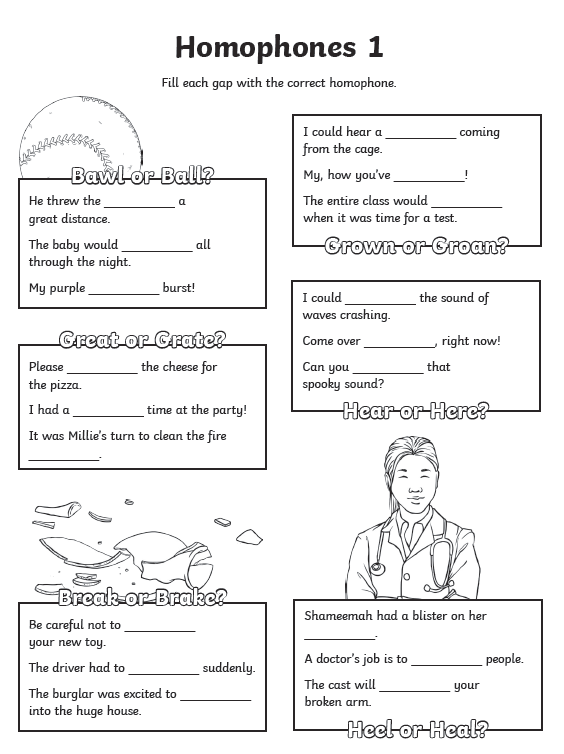 Homophones 1
Fill each gap with the correct homophone.
Bawl or Ball?
He threw the __________ a
great distance.
The baby would __________ all
through the night.
My purple __________ burst!
Great or Grate?
Please __________ the cheese for
the pizza.
I had a __________ time at the party!
It was Millie's turn to clean the fire
__________.
Break or Brake?
Be careful not to __________
your new toy.
The driver had to __________ suddenly.
The burglar was excited to __________
into the huge house.
I could hear a __________ coming
from the cage.
My, how you've __________!
The entire class would __________
when it was time for a test.
Grown or Groan?
I could __________ the sound of
waves crashing.
Come over __________, right now!
Can you __________ that
spooky sound?
Hear or Here?
Shameemah had a blister on her
__________.
A doctor's job is to __________ people.
The cast will __________ your
broken arm.
Heel or Heal?